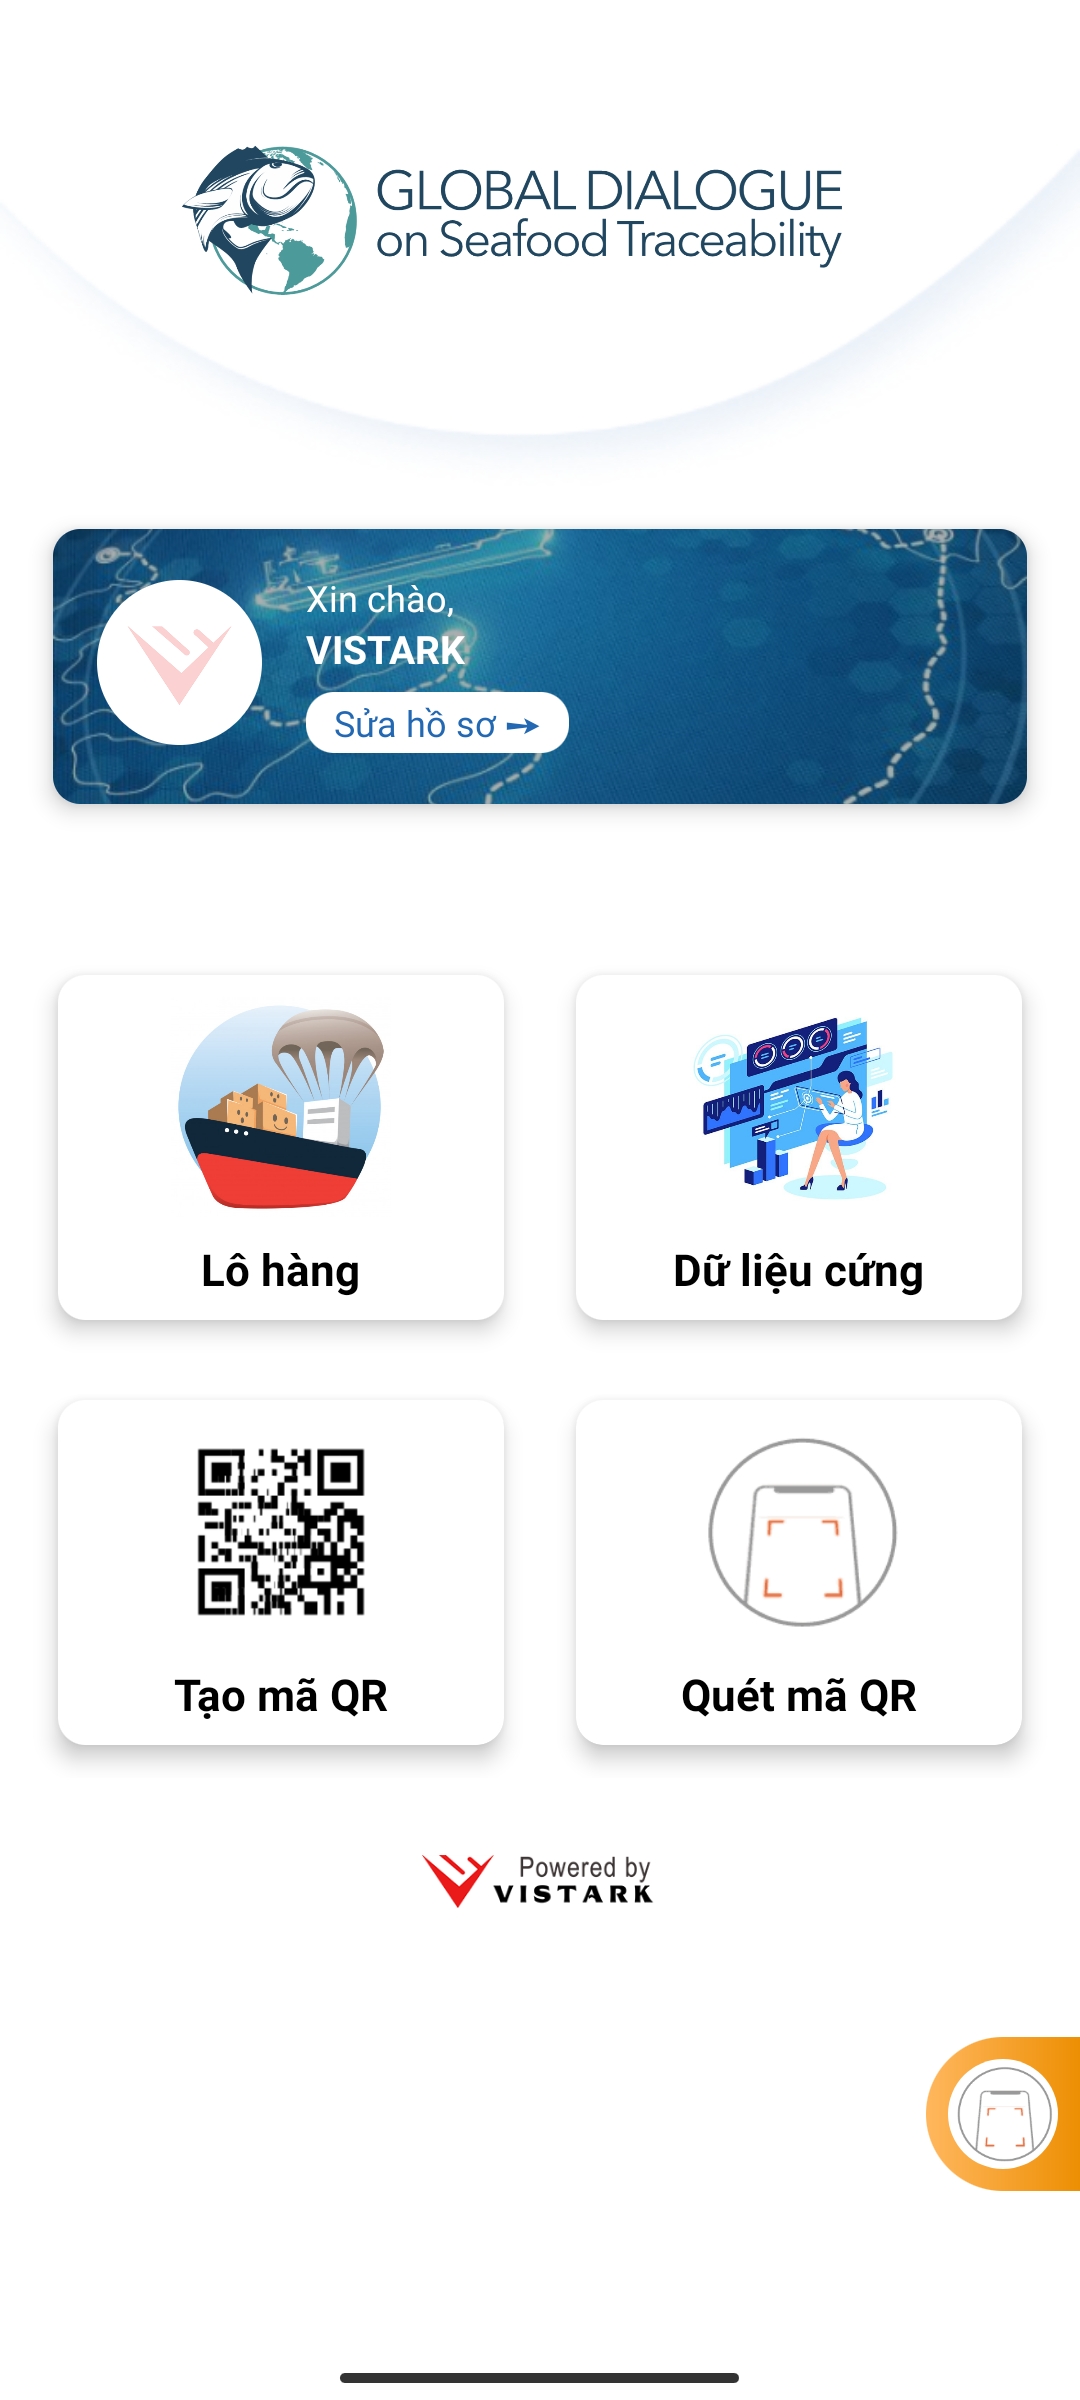 GLOBAL DIALOGUE
on Seafood Traceability
Xin chào,
VISTARK
Sửa hồ sơ
Lô hàng
Dữ liệu cứng
Tạo mã QR
Quét mã QR
Powered by
VISTARK